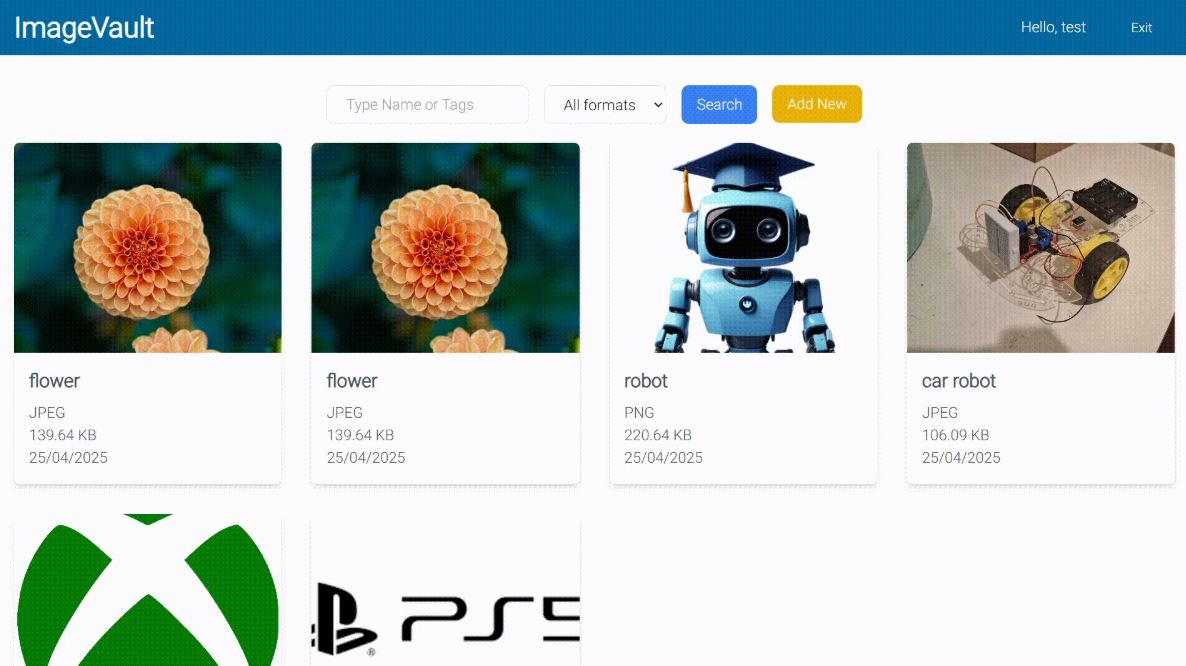 ImageVault
Hello, test
Exit
Type Name or Tags
All formats
Search
Add New
flower
JPEG
139.64 KB
25/04/2025
flower
JPEG
139.64 KB
25/04/2025
robot
PNG
220.64 KB
25/04/2025
car robot
JPEG
106.09 KB
25/04/2025
PS5